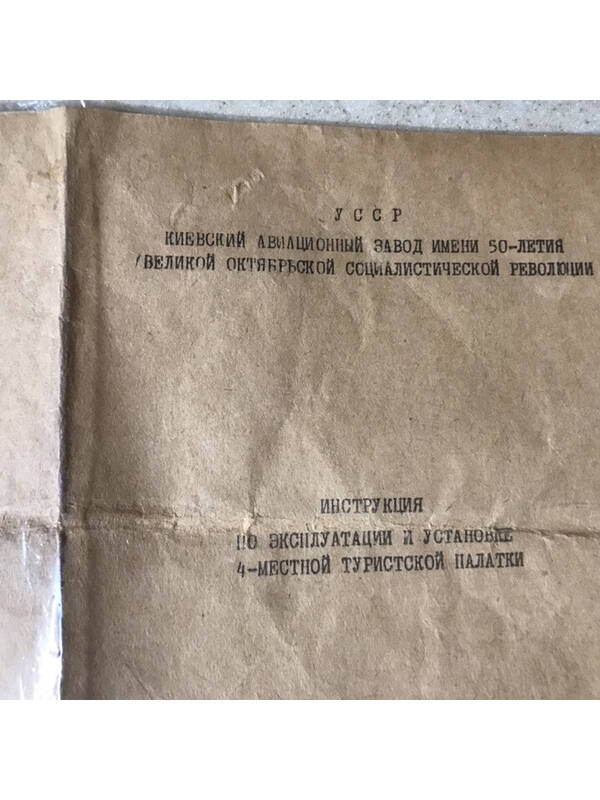 УССР
КИЕВСКИЙ АВИАЦИОННЫЙ ЗАВОД ИМЕНИ 50-ЛЕТИЯ
ВЕЛИКОЙ ОКТЯБРЬСКОЙ СОЦИАЛИСТИЧЕСКОЙ РЕВОЛЮЦИИ
ИНСТРУКЦИЯ
ПО ЭКСПЛУАТАЦИИ И УСТАНОВКЕ
4-МЕСТНОЙ ТУРИСТСКОЙ ПАЛАТКИ